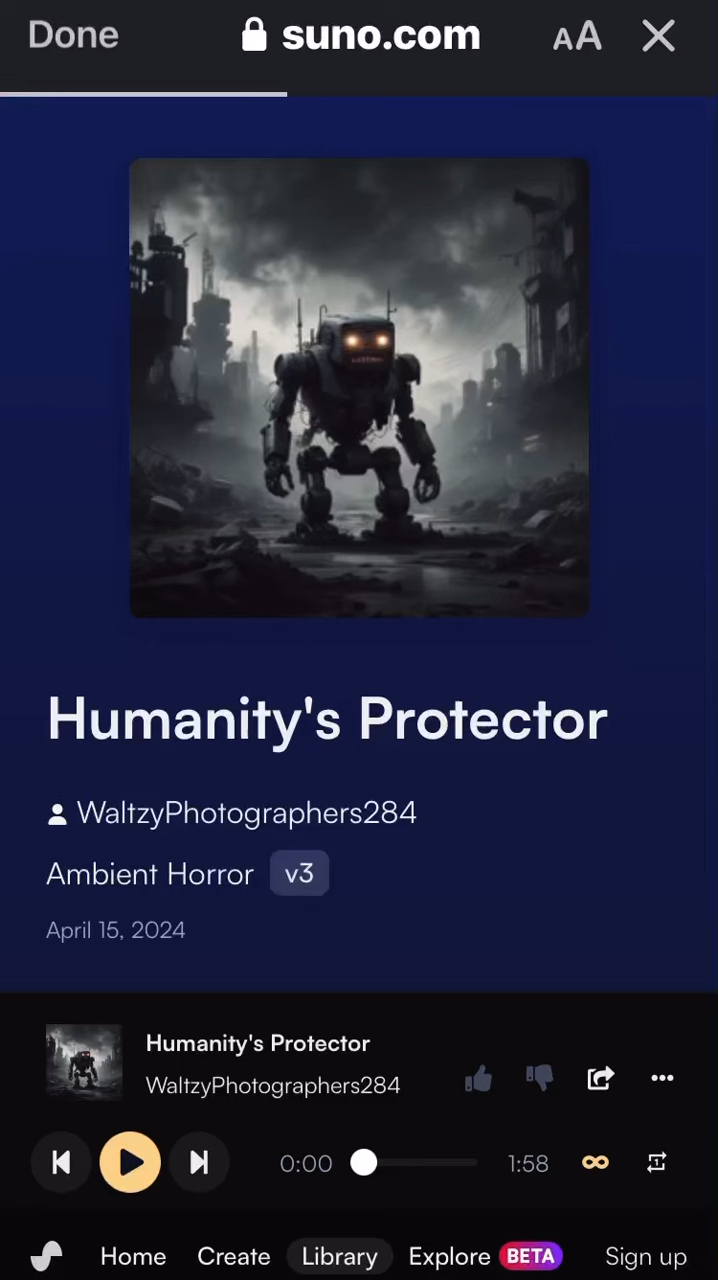 Done
suno.com
AA
Humanity's Protector
WaltzyPhotographers284
Ambient Horror v3
April 15, 2024
Humanity's Protector
WaltzyPhotographers284
0:00 1:58
Home Create Library Explore BETA Sign up